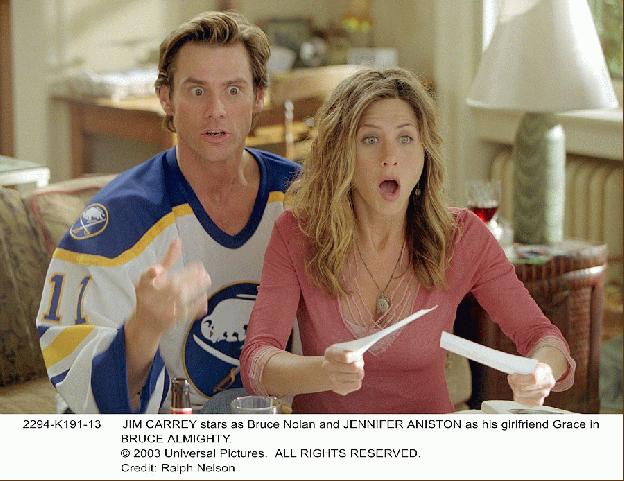 11
2294-K191-13 JIM CARREY stars as Bruce Nolan and JENNIFER ANISTON as his girlfriend Grace in
BRUCE ALMIGHTY.
© 2003 Universal Pictures. ALL RIGHTS RESERVED.
Credit: Ralph Nelson